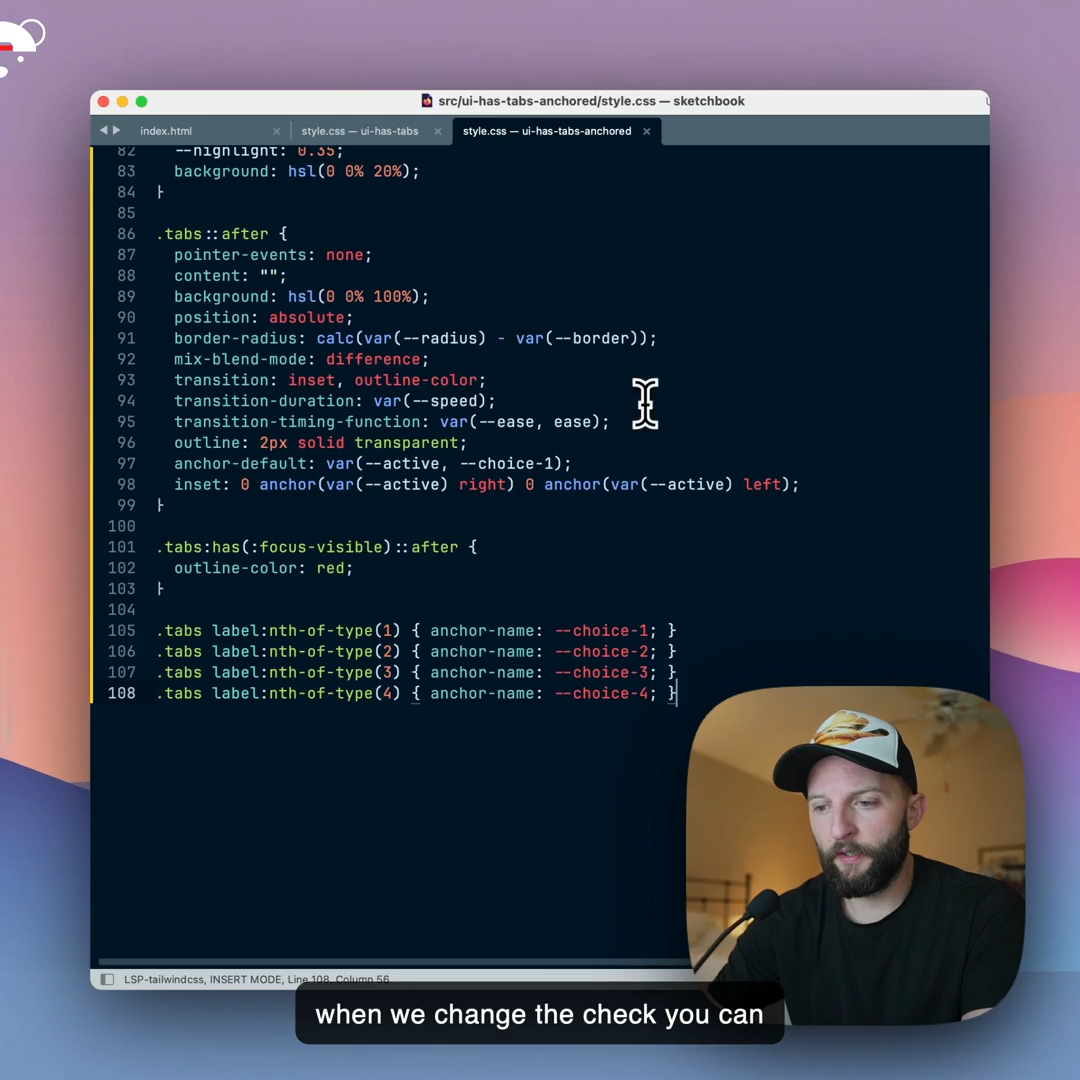 src/ui-has-tabs-anchored/style.css — sketchbook
index.html
style.css — ui-has-tabs
style.css — ui-has-tabs-anchored
82 --highlight: 0.35;
83 background: hsl(0 0% 20%);
84 }
85
86 .tabs::after {
87 pointer-events: none;
88 content: "";
89 background: hsl(0 0% 100%);
90 position: absolute;
91 border-radius: calc(var(--radius) - var(--border));
92 mix-blend-mode: difference;
93 transition: inset, outline-color;
94 transition-duration: var(--speed);
95 transition-timing-function: var(--ease, ease);
96 outline: 2px solid transparent;
97 anchor-default: var(--active, --choice-1);
98 inset: 0 anchor(var(--active) right) 0 anchor(var(--active) left);
99 }
100
101 .tabs:has(:focus-visible)::after {
102 outline-color: red;
103 }
104
105 .tabs label:nth-of-type(1) { anchor-name: --choice-1; }
106 .tabs label:nth-of-type(2) { anchor-name: --choice-2; }
107 .tabs label:nth-of-type(3) { anchor-name: --choice-3; }
108 .tabs label:nth-of-type(4) { anchor-name: --choice-4; }
LSP-tailwindcss, INSERT MODE, Line 108, Column 56
when we change the check you can